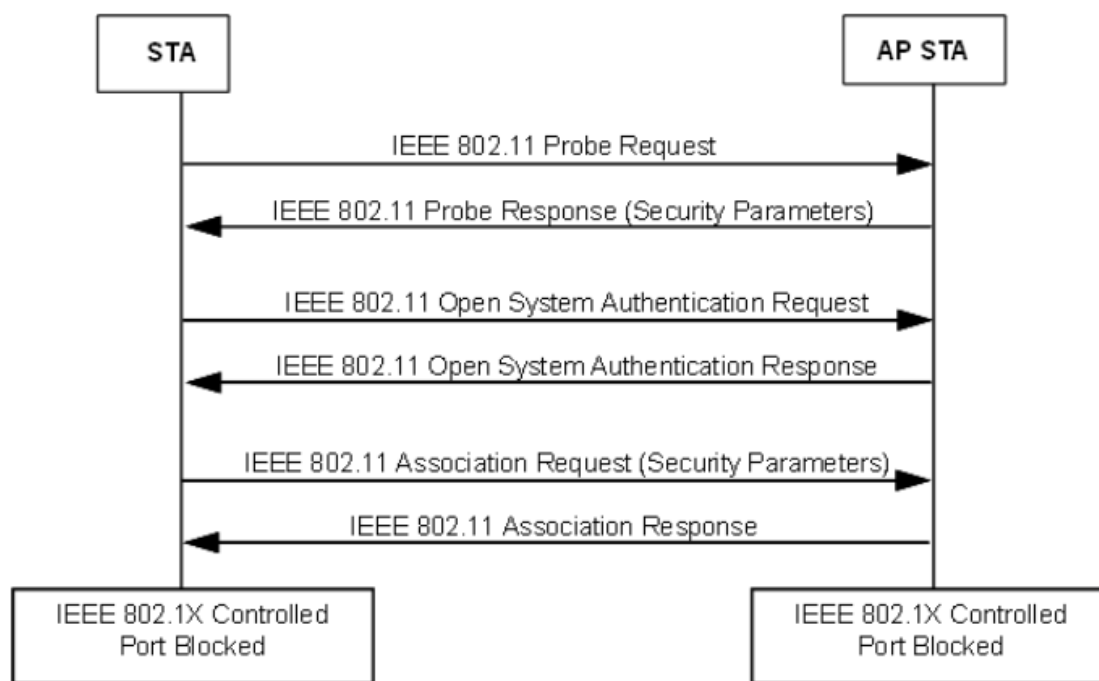 STA
AP STA
IEEE 802.11 Probe Request
IEEE 802.11 Probe Response (Security Parameters)
IEEE 802.11 Open System Authentication Request
IEEE 802.11 Open System Authentication Response
IEEE 802.11 Association Request (Security Parameters)
IEEE 802.11 Association Response
IEEE 802.1X Controlled
Port Blocked
IEEE 802.1X Controlled
Port Blocked